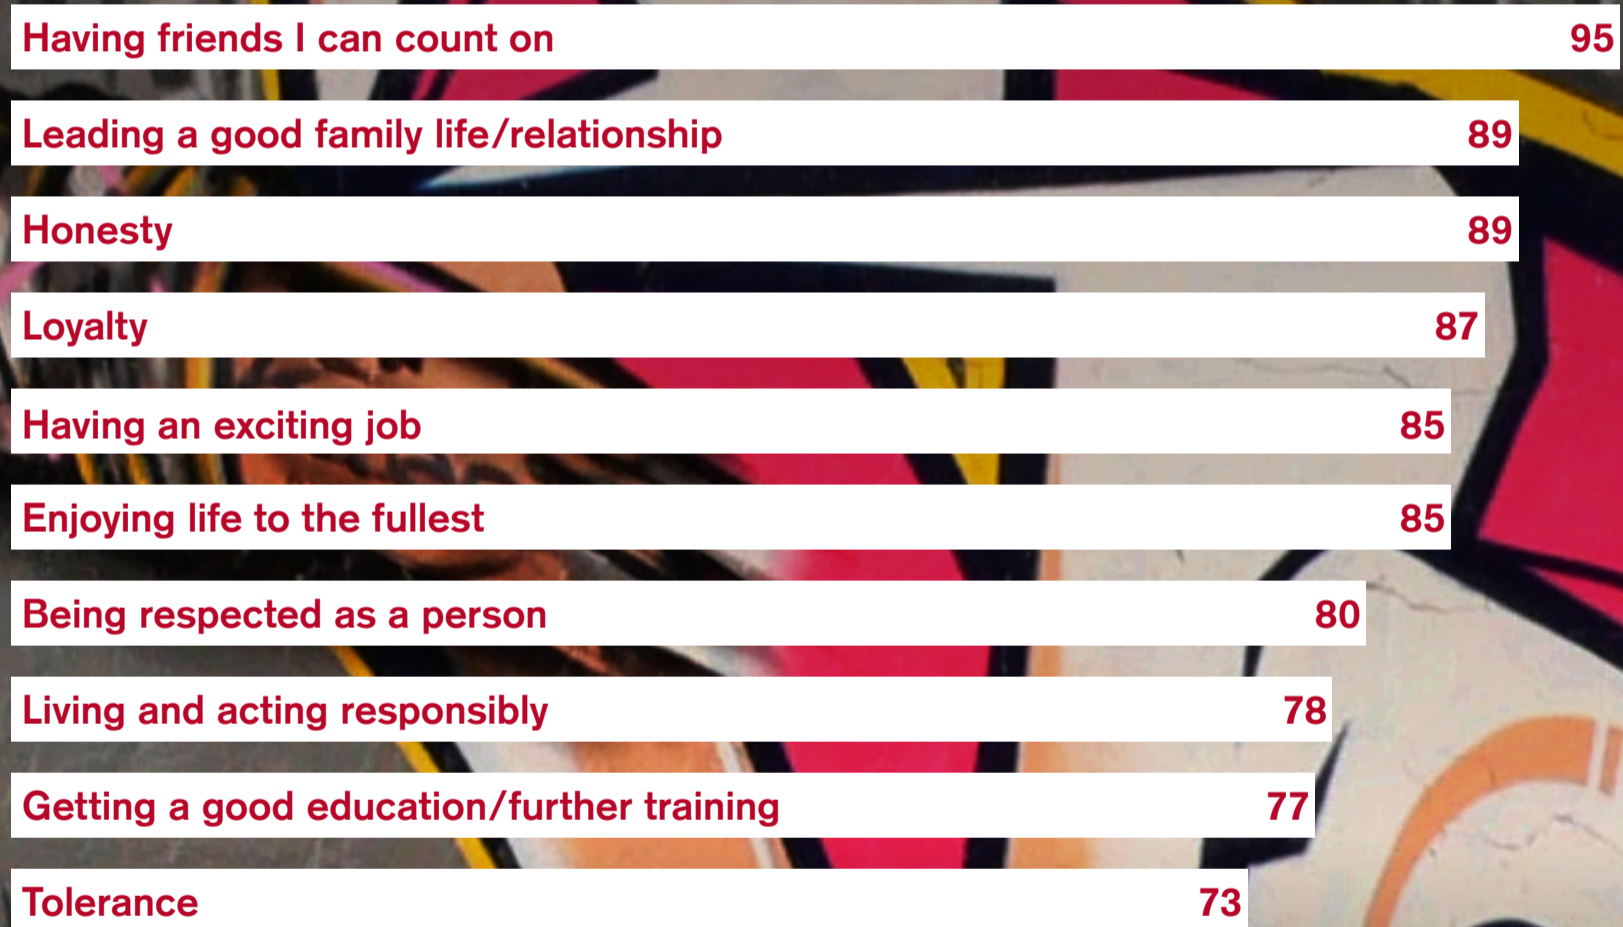 Having friends I can count on 95
Leading a good family life/relationship 89
Honesty 89
Loyalty 87
Having an exciting job 85
Enjoying life to the fullest 85
Being respected as a person 80
Living and acting responsibly 78
Getting a good education/further training 77
Tolerance 73